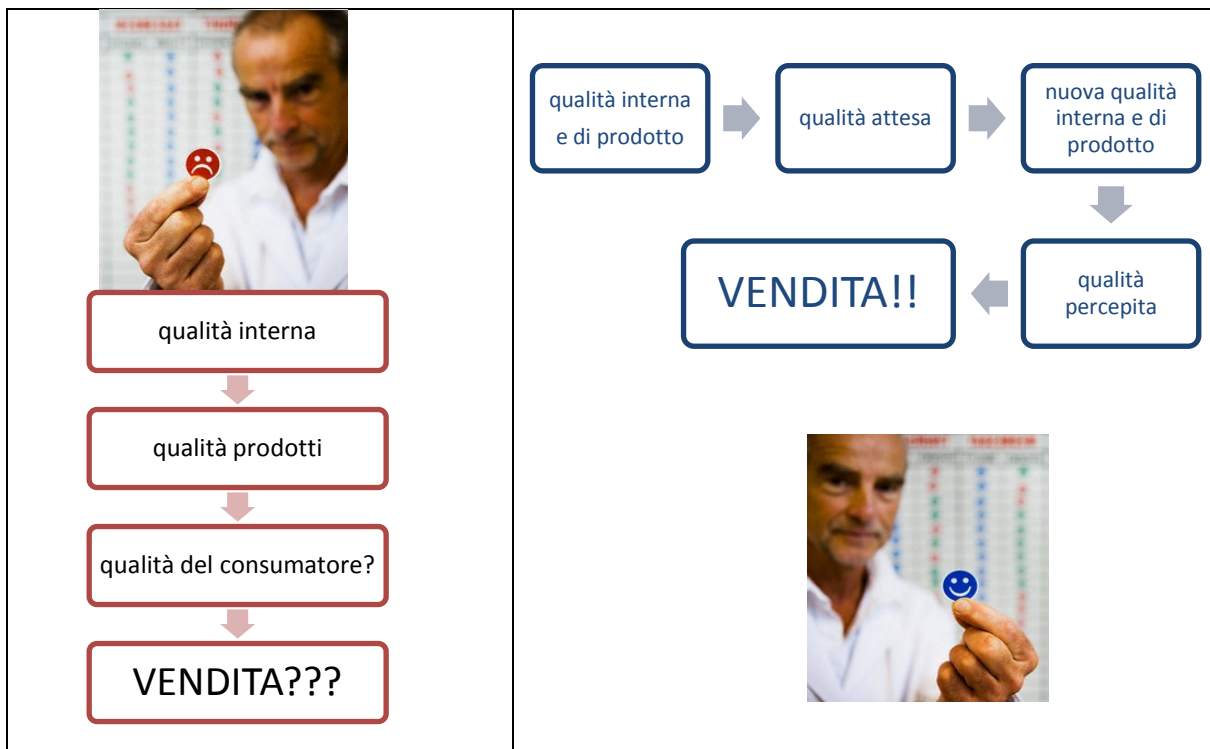 qualità interna
qualità prodotti
qualità del consumatore?
VENDITA???
qualità interna
e di prodotto
qualità attesa
nuova qualità
interna e di
prodotto
qualità
percepita
VENDITA!!